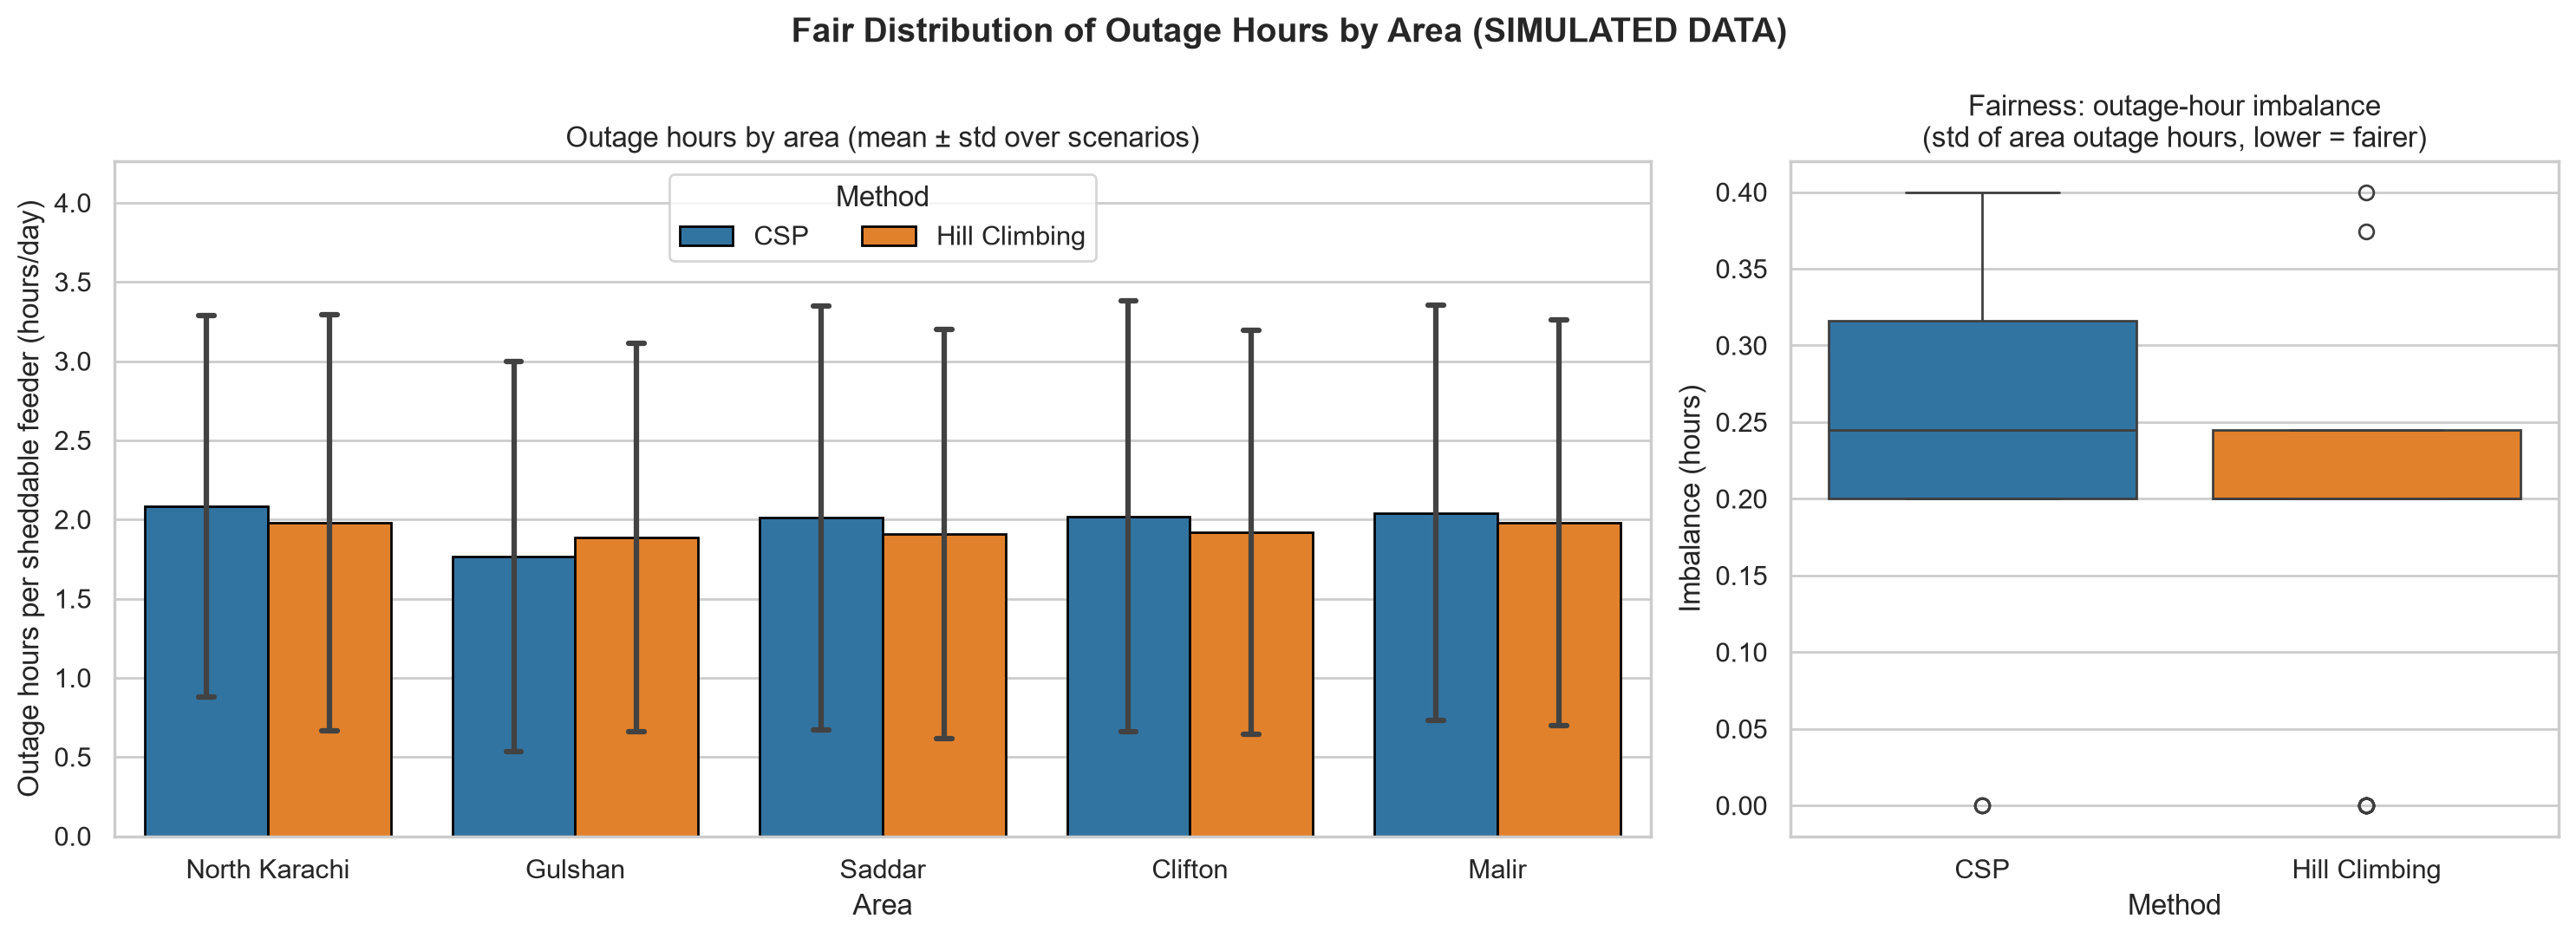 Fair Distribution of Outage Hours by Area (SIMULATED DATA)
Outage hours by area (mean ± std over scenarios)
Outage hours per sheddable feeder (hours/day)
4.0
3.5
3.0
2.5
2.0
1.5
1.0
0.5
0.0
Method
CSP
Hill Climbing
North Karachi
Gulshan
Saddar
Clifton
Malir
Area
Fairness: outage-hour imbalance
(std of area outage hours, lower = fairer)
Imbalance (hours)
0.40
0.35
0.30
0.25
0.20
0.15
0.10
0.05
0.00
CSP
Hill Climbing
Method